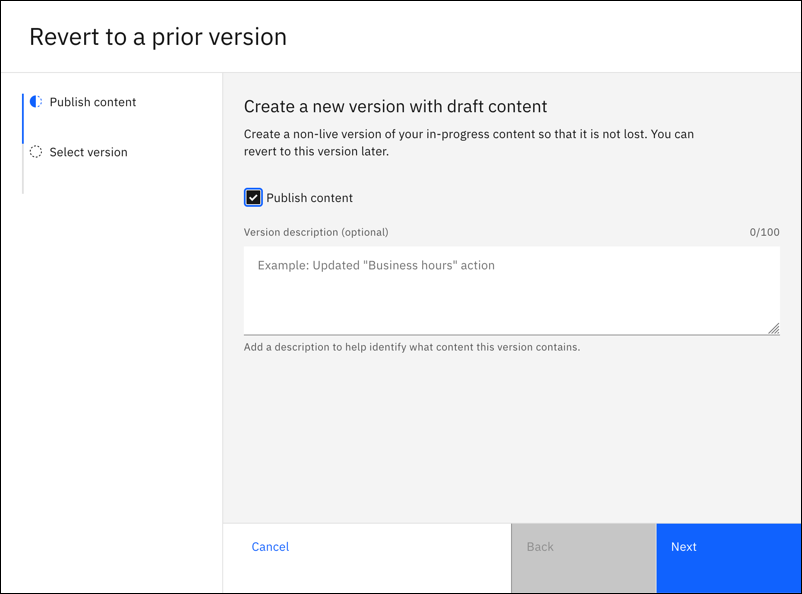 Revert to a prior version
Publish content
Select version
Create a new version with draft content
Create a non-live version of your in-progress content so that it is not lost. You can
revert to this version later.
Publish content
Version description (optional)
0/100
Example: Updated "Business hours" action
Add a description to help identify what content this version contains.
Cancel
Back
Next